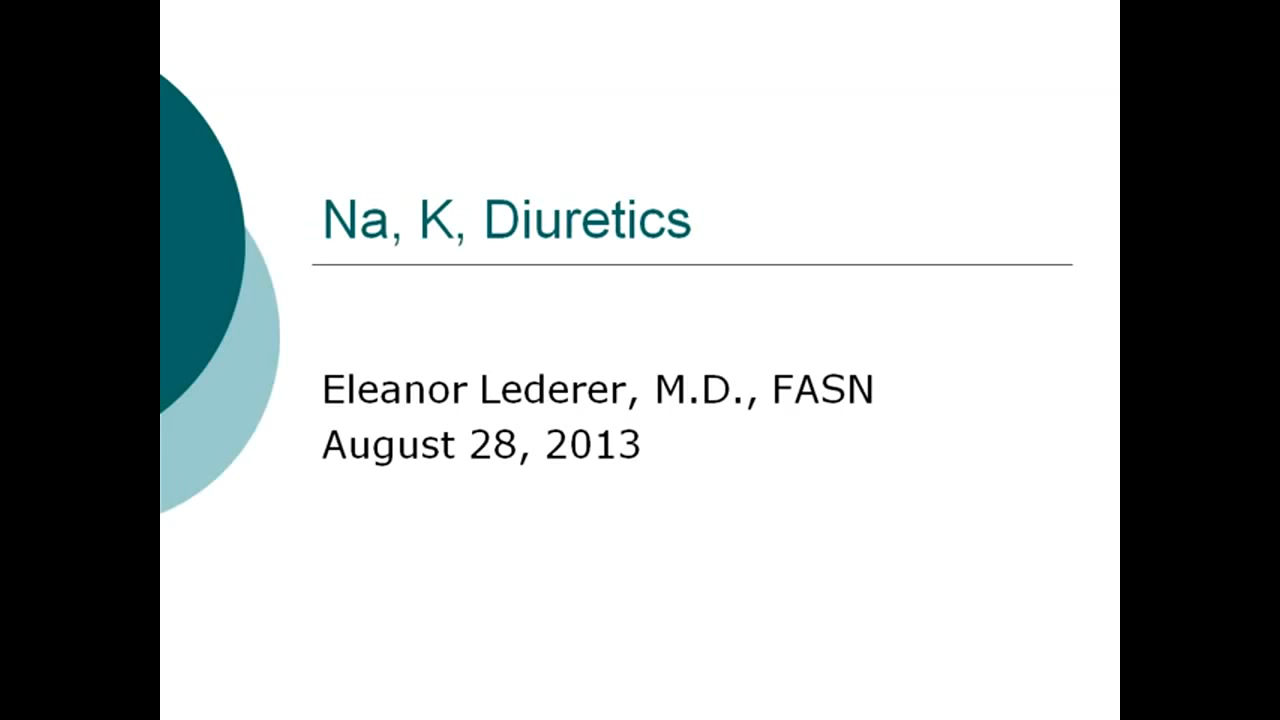 Na, K, Diuretics
Eleanor Lederer, M.D., FASN
August 28, 2013